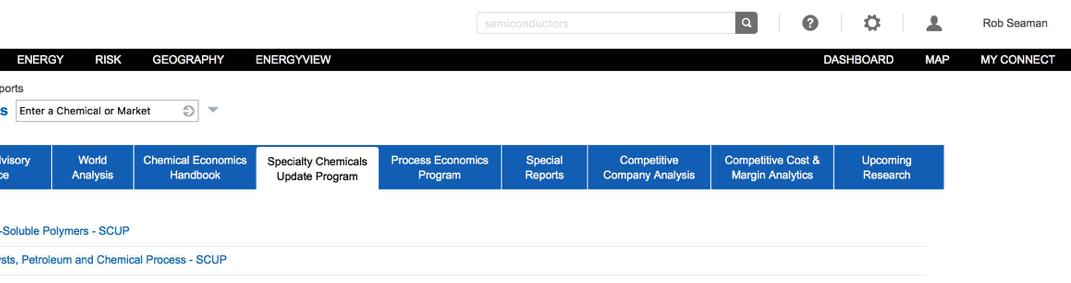 semiconductors
Rob Seaman
ENERGY RISK GEOGRAPHY ENERGYVIEW DASHBOARD MAP MY CONNECT
ports
s Enter a Chemical or Market
dvisory
ce
World
Analysis
Chemical Economics
Handbook
Specialty Chemicals
Update Program
Process Economics
Program
Special
Reports
Competitive
Company Analysis
Competitive Cost &
Margin Analytics
Upcoming
Research
-Soluble Polymers - SCUP
ysts, Petroleum and Chemical Process - SCUP